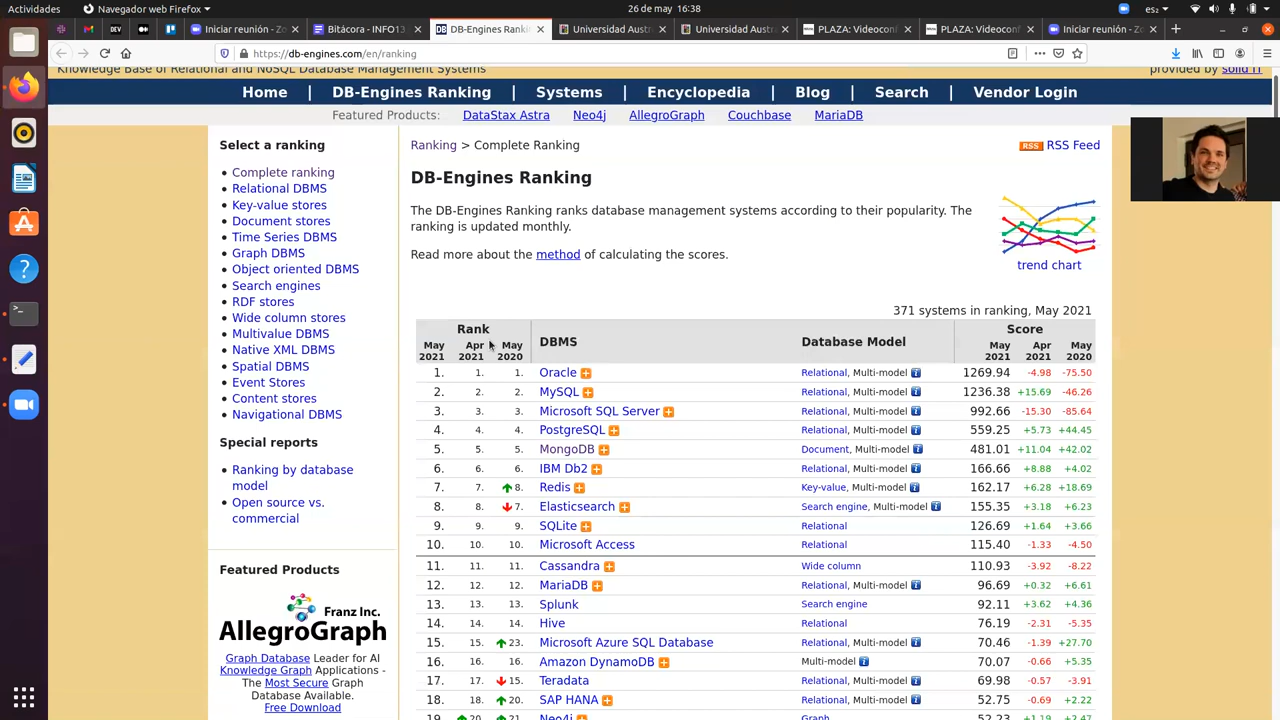 Actividades
Navegador web Firefox
26 de may 16:38
es₂
Iniciar reunión - Zo
Bitácora - INFO13
DB-Engines Ranki
Universidad Austra
Universidad Austra
PLAZA: Videoconf
PLAZA: Videoconf
Iniciar reunión - Zo
https://db-engines.com/en/ranking
Knowledge Base of Relational and NoSQL Database Management Systems
provided by solid IT
Home | DB-Engines Ranking | Systems | Encyclopedia | Blog | Search | Vendor Login
Featured Products: DataStax Astra Neo4j AllegroGraph Couchbase MariaDB
Select a ranking
Complete ranking
Relational DBMS
Key-value stores
Document stores
Time Series DBMS
Graph DBMS
Object oriented DBMS
Search engines
RDF stores
Wide column stores
Multivalue DBMS
Native XML DBMS
Spatial DBMS
Event Stores
Content stores
Navigational DBMS
Special reports
Ranking by database
model
Open source vs.
commercial
Featured Products
Franz Inc.
AllegroGraph
Graph Database Leader for AI
Knowledge Graph Applications -
The Most Secure Graph
Database Available.
Free Download
Ranking > Complete Ranking
RSS RSS Feed
DB-Engines Ranking
The DB-Engines Ranking ranks database management systems according to their popularity. The
ranking is updated monthly.
Read more about the method of calculating the scores.
trend chart
371 systems in ranking, May 2021
Rank DBMS Database Model Score
May 2021 Apr 2021 May 2020 May 2021 Apr 2021 May 2020
1. 1. 1. Oracle Relational, Multi-model 1269.94 -4.98 -75.50
2. 2. 2. MySQL Relational, Multi-model 1236.38 +15.69 -46.26
3. 3. 3. Microsoft SQL Server Relational, Multi-model 992.66 -15.30 -85.64
4. 4. 4. PostgreSQL Relational, Multi-model 559.25 +5.73 +44.45
5. 5. 5. MongoDB Document, Multi-model 481.01 +11.04 +42.02
6. 6. 6. IBM Db2 Relational, Multi-model 166.66 +8.88 +4.02
7. 7. 8. Redis Key-value, Multi-model 162.17 +6.28 +18.69
8. 8. 7. Elasticsearch Search engine, Multi-model 155.35 +3.18 +6.23
9. 9. 9. SQLite Relational 126.69 +1.64 +3.66
10. 10. 10. Microsoft Access Relational 115.40 -1.33 -4.50
11. 11. 11. Cassandra Wide column 110.93 -3.92 -8.22
12. 12. 12. MariaDB Relational, Multi-model 96.69 +0.32 +6.61
13. 13. 13. Splunk Search engine 92.11 +3.62 +4.36
14. 14. 14. Hive Relational 76.19 -2.31 -5.35
15. 15. 23. Microsoft Azure SQL Database Relational, Multi-model 70.46 -1.39 +27.70
16. 16. 16. Amazon DynamoDB Multi-model 70.07 -0.66 +5.35
17. 17. 15. Teradata Relational, Multi-model 69.98 -0.57 -3.91
18. 18. 20. SAP HANA Relational, Multi-model 52.75 -0.69 +2.22
19. 20. 21. Neo4j Graph 52.23 +1.19 +2.47